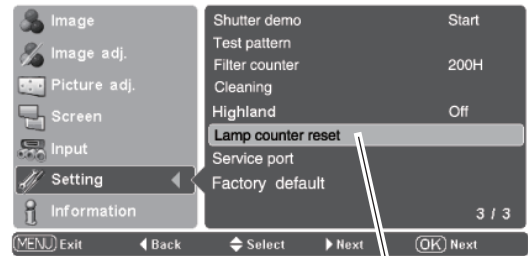 Image
Image adj.
Picture adj.
Screen
Input
Setting
Information
Shutter demo Start
Test pattern
Filter counter 200H
Cleaning
Highland Off
Lamp counter reset
Service port
Factory default
3 / 3
MENU Exit Back Select Next OK Next